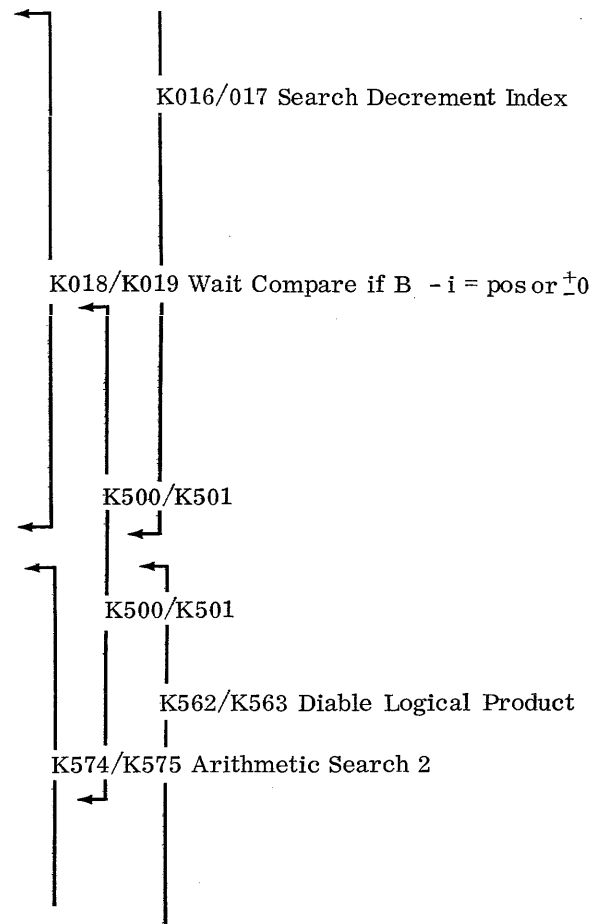 K016/017 Search Decrement Index
K018/K019 Wait Compare if B - i = pos or ±0
K500/K501
K500/K501
K562/K563 Diable Logical Product
K574/K575 Arithmetic Search 2